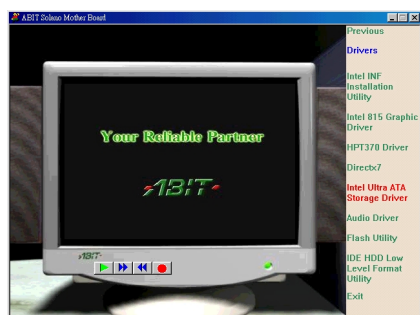 ABIT Solano Mother Board
Previous
Drivers
Intel INF
Installation
Utility
Intel 815 Graphic
Driver
HPT370 Driver
Directx7
Intel Ultra ATA
Storage Driver
Audio Driver
Flash Utility
IDE HDD Low
Level Format
Utility
Exit
Your Reliable Partner
ABIT
ABIT